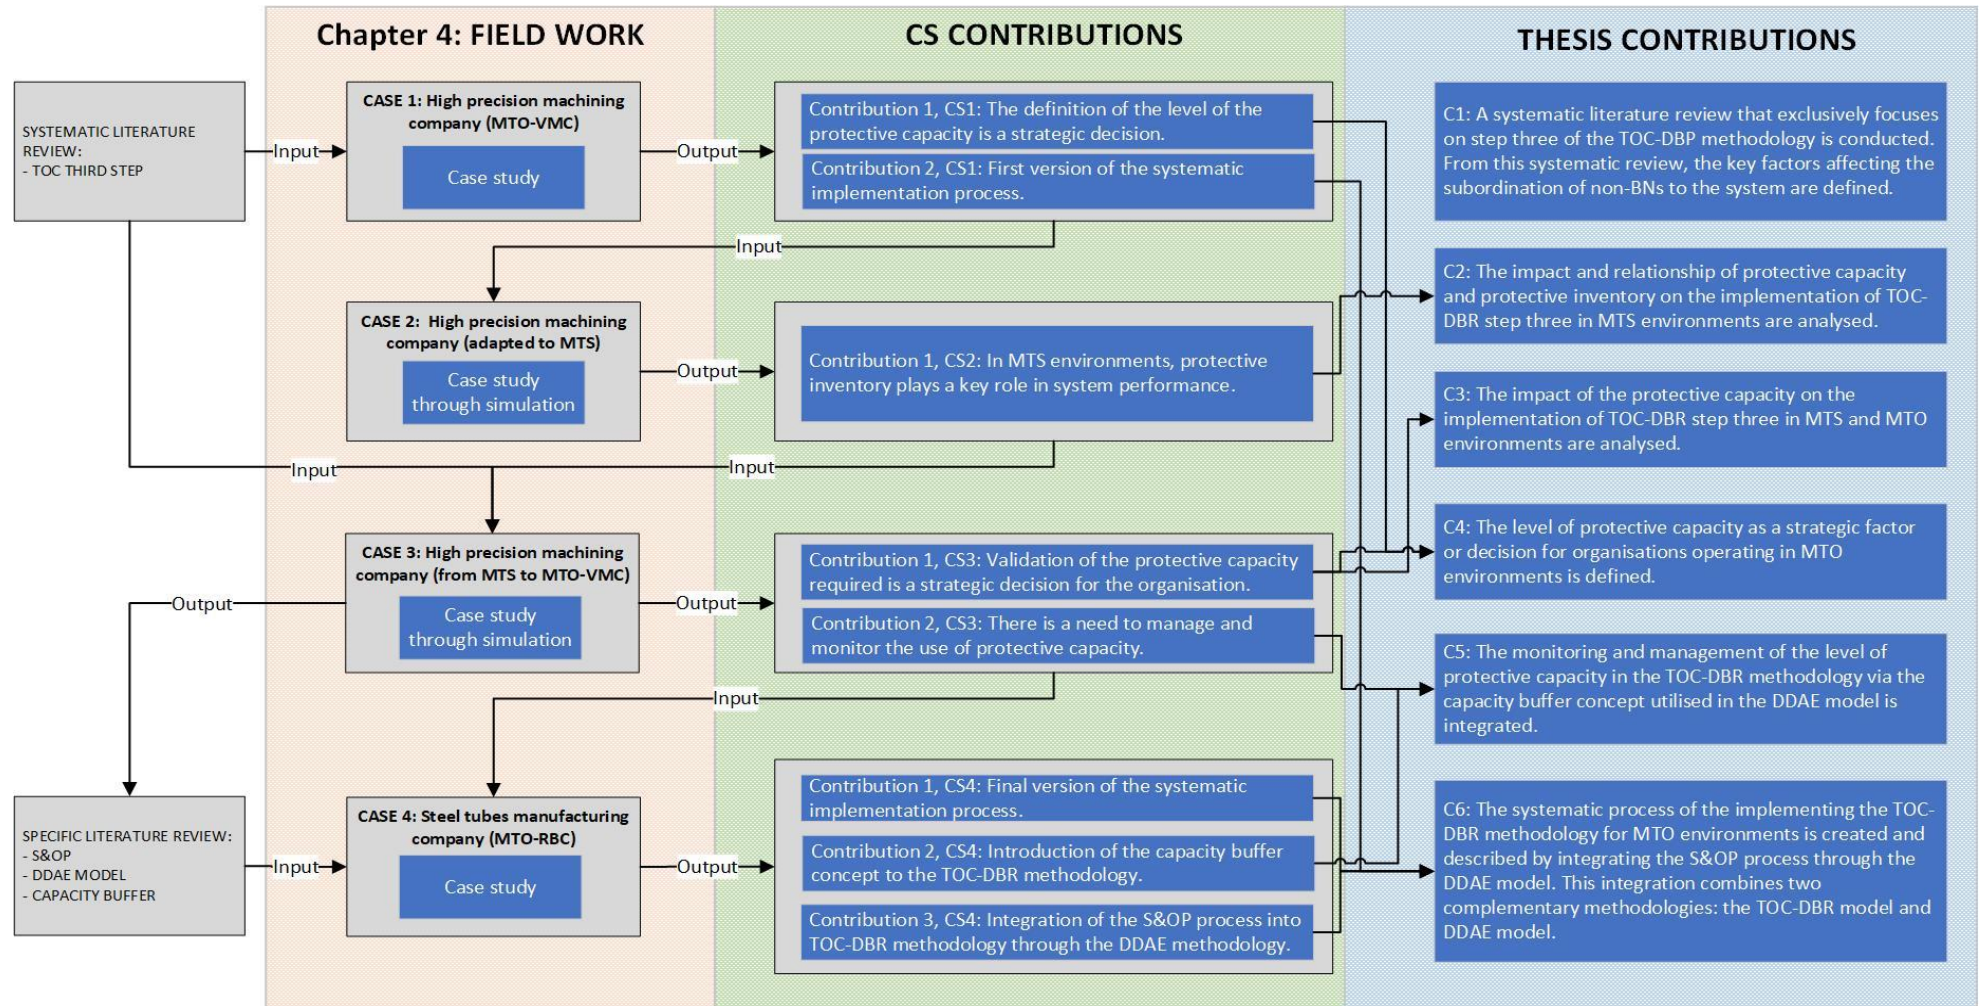 Chapter 4: FIELD WORK
CS CONTRIBUTIONS
THESIS CONTRIBUTIONS
SYSTEMATIC LITERATURE
REVIEW:
- TOC THIRD STEP
Input
CASE 1: High precision machining
company (MTO-VMC)
Case study
Output
Contribution 1, CS1: The definition of the level of the
protective capacity is a strategic decision.
Contribution 2, CS1: First version of the systematic
implementation process.
C1: A systematic literature review that exclusively focuses
on step three of the TOC-DBP methodology is conducted.
From this systematic review, the key factors affecting the
subordination of non-BNs to the system are defined.
Input
CASE 2: High precision machining
company (adapted to MTS)
Case study
through simulation
Output
Contribution 1, CS2: In MTS environments, protective
inventory plays a key role in system performance.
C2: The impact and relationship of protective capacity
and protective inventory on the implementation of TOC-
DBR step three in MTS environments are analysed.
C3: The impact of the protective capacity on the
implementation of TOC-DBR step three in MTS and MTO
environments are analysed.
Input
Input
CASE 3: High precision machining
company (from MTS to MTO-VMC)
Case study
through simulation
Output
Output
Contribution 1, CS3: Validation of the protective capacity
required is a strategic decision for the organisation.
Contribution 2, CS3: There is a need to manage and
monitor the use of protective capacity.
C4: The level of protective capacity as a strategic factor
or decision for organisations operating in MTO
environments is defined.
C5: The monitoring and management of the level of
protective capacity in the TOC-DBR methodology via the
capacity buffer concept utilised in the DDAE model is
integrated.
Input
SPECIFIC LITERATURE REVIEW:
- S&OP
- DDAE MODEL
- CAPACITY BUFFER
Input
CASE 4: Steel tubes manufacturing
company (MTO-RBC)
Case study
Output
Contribution 1, CS4: Final version of the systematic
implementation process.
Contribution 2, CS4: Introduction of the capacity buffer
concept to the TOC-DBR methodology.
Contribution 3, CS4: Integration of the S&OP process into
TOC-DBR methodology through the DDAE methodology.
C6: The systematic process of the implementing the TOC-
DBR methodology for MTO environments is created and
described by integrating the S&OP process through the
DDAE model. This integration combines two
complementary methodologies: the TOC-DBR model and
DDAE model.